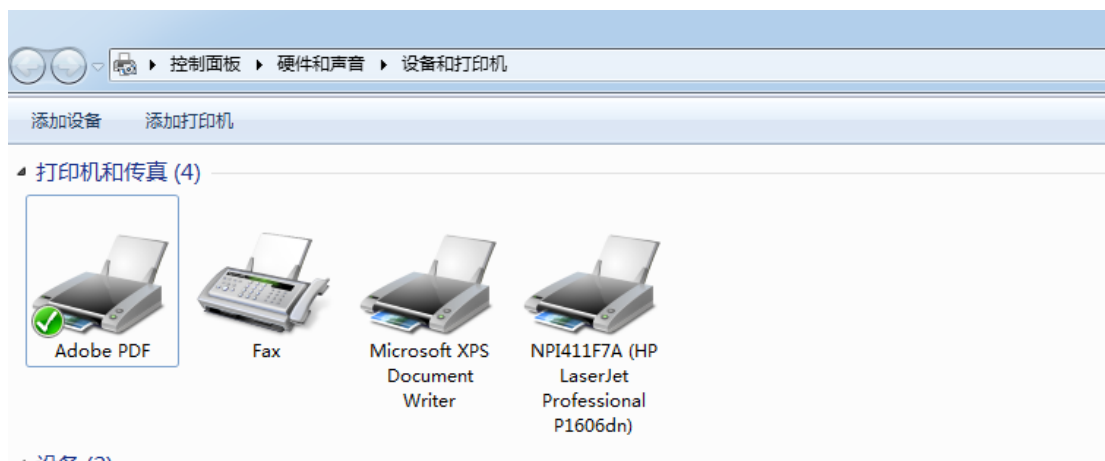 控制面板 硬件和声音 设备和打印机
添加设备 添加打印机
打印机和传真 (4)
Adobe PDF
Fax
Microsoft XPS
Document
Writer
NPI411F7A (HP
LaserJet
Professional
P1606dn)